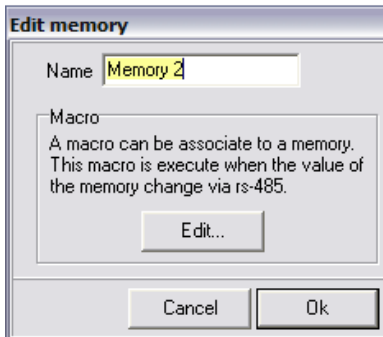 Edit memory
Name Memory 2
Macro
A macro can be associate to a memory.
This macro is execute when the value of
the memory change via rs-485.
Edit...
Cancel Ok